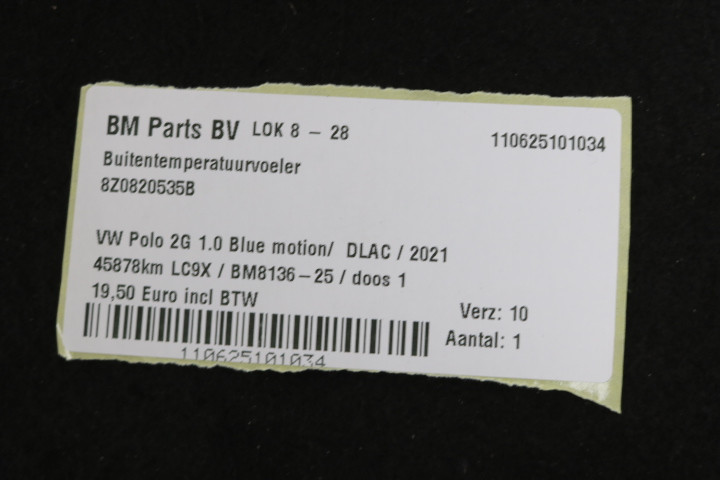 BM Parts BV LOK 8 – 28 110625101034
Buitentemperatuurvoeler
8Z0820535B
VW Polo 2G 1.0 Blue motion/ DLAC / 2021
45878km LC9X / BM8136–25 / doos 1
19,50 Euro incl BTW
Verz: 10
Aantal: 1
110625101034